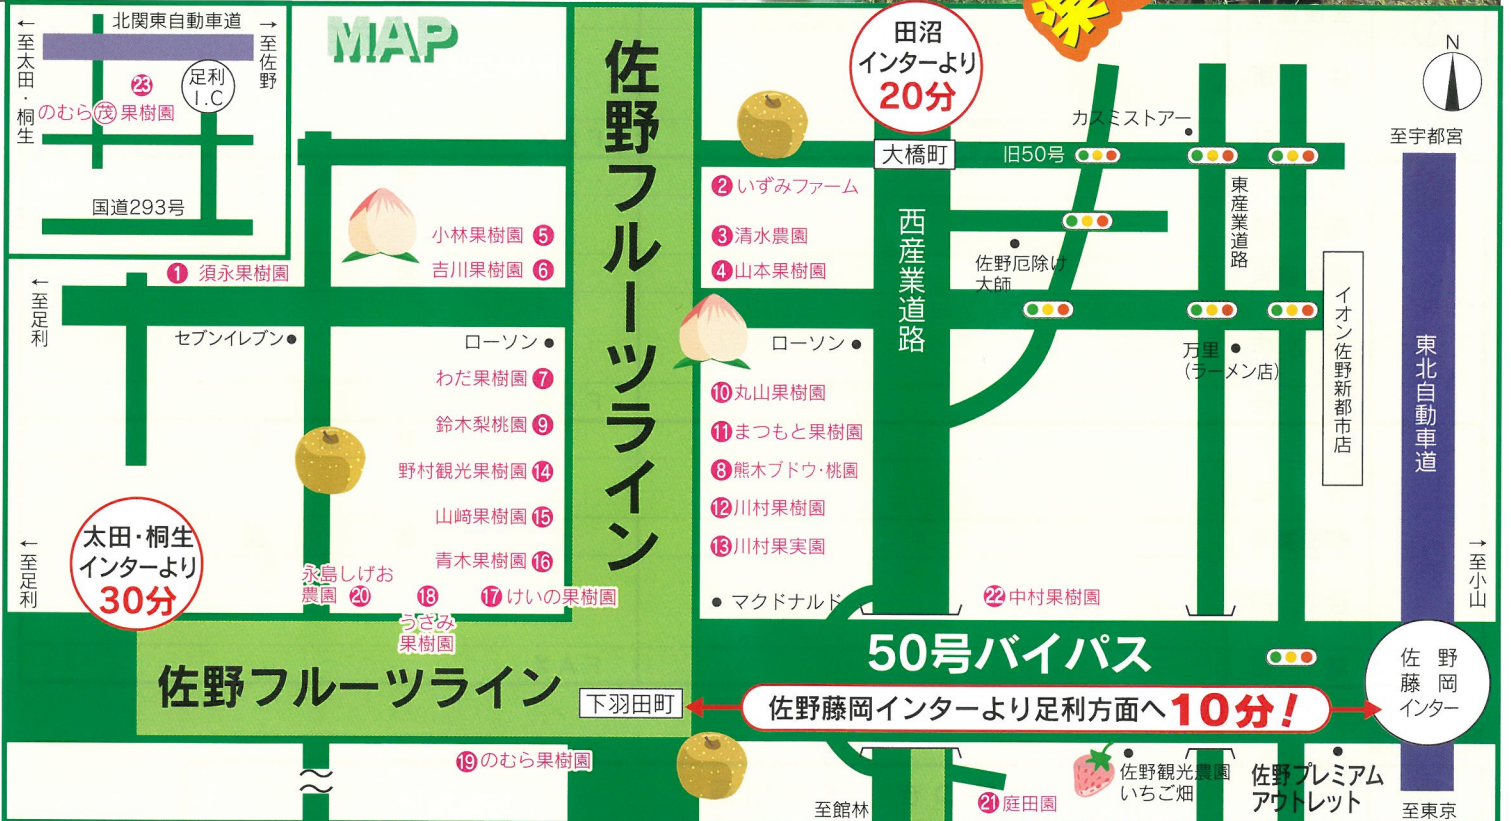 北関東自動車道
←至太田・桐生
→至佐野
足利
I.C
23
のむら茂果樹園
国道293号
MAP
佐野フルーツライン
田沼
インターより
20分
N
カスミストアー
至宇都宮
大橋町
旧50号
2いずみファーム
3清水農園
4山本果樹園
小林果樹園5
吉川果樹園6
西産業道路
東産業道路
佐野厄除け
大師
1須永果樹園
←至足利
セブンイレブン●
ローソン●
ローソン●
万里●
(ラーメン店)
イオン佐野新都市店
東北自動車道
わだ果樹園7
鈴木梨桃園9
野村観光果樹園14
山﨑果樹園15
青木果樹園16
10丸山果樹園
11まつもと果樹園
8熊木ブドウ・桃園
12川村果樹園
13川村果実園
太田・桐生
インターより
30分
←至足利
→至小山
永島しげお
農園20
18
うさみ
果樹園
17けいの果樹園
●マクドナルド
22中村果樹園
50号バイパス
佐野フルーツライン
下羽田町
佐野藤岡インターより足利方面へ10分!
佐野
藤岡
インター
19のむら果樹園
至館林
21庭田園
佐野観光農園
いちご畑
佐野プレミアム
アウトレット
至東京